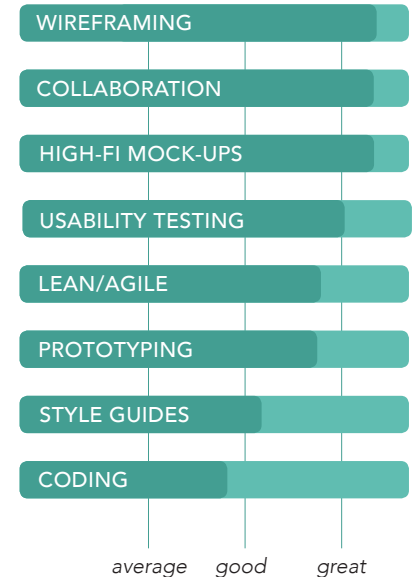 WIREFRAMING
COLLABORATION
HIGH-FI MOCK-UPS
USABILITY TESTING
LEAN/AGILE
PROTOTYPING
STYLE GUIDES
CODING
average good great